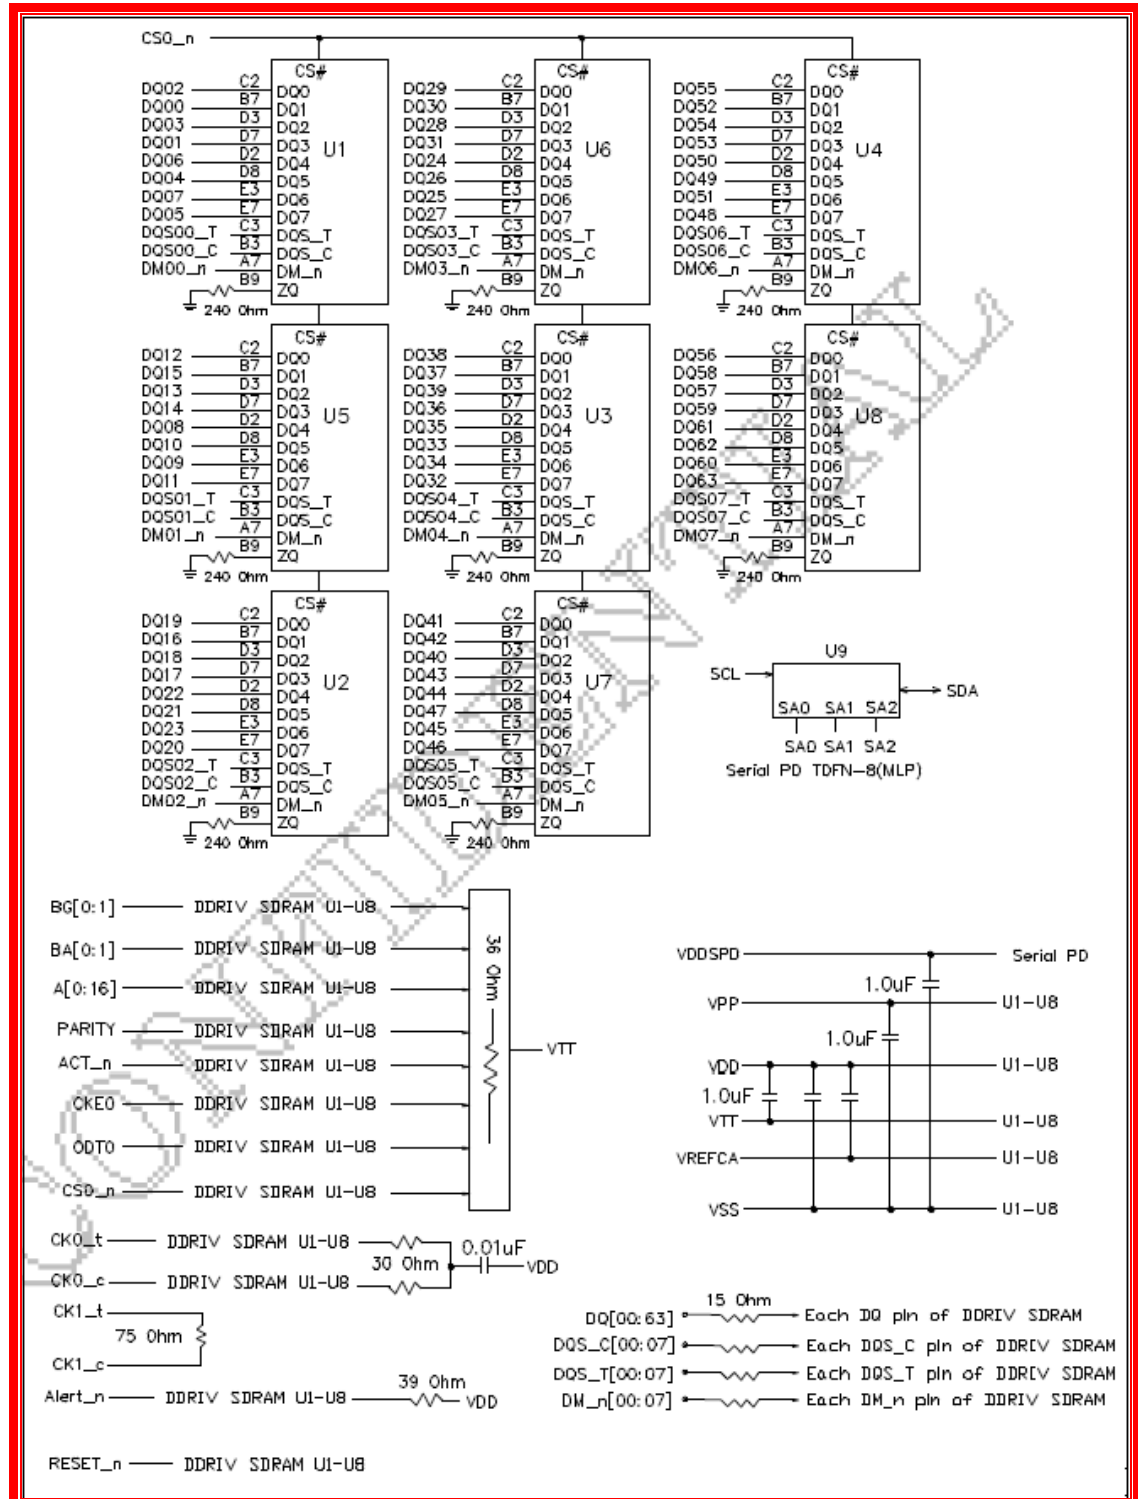 CS0_n
CS#
DQ02 C2 DQ0
DQ00 B7 DQ1
DQ03 D3 DQ2
DQ01 D7 DQ3
DQ06 D2 DQ4
DQ04 D8 DQ5
DQ07 E3 DQ6
DQ05 E7 DQ7
DQS00_T C3 DQS_T
DQS00_C B3 DQS_C
DM00_n A7 DM_n
B9 ZQ
U1
240 Ohm
CS#
DQ29 C2 DQ0
DQ30 B7 DQ1
DQ28 D3 DQ2
DQ31 D7 DQ3
DQ24 D2 DQ4
DQ26 D8 DQ5
DQ25 E3 DQ6
DQ27 E7 DQ7
DQS03_T C3 DQS_T
DQS03_C B3 DQS_C
DM03_n A7 DM_n
B9 ZQ
U6
240 Ohm
CS#
DQ55 C2 DQ0
DQ52 B7 DQ1
DQ54 D3 DQ2
DQ53 D7 DQ3
DQ50 D2 DQ4
DQ49 D8 DQ5
DQ51 E3 DQ6
DQ48 E7 DQ7
DQS06_T C3 DQS_T
DQS06_C B3 DQS_C
DM06_n A7 DM_n
B9 ZQ
U4
240 Ohm
CS#
DQ12 C2 DQ0
DQ15 B7 DQ1
DQ13 D3 DQ2
DQ14 D7 DQ3
DQ08 D2 DQ4
DQ10 D8 DQ5
DQ09 E3 DQ6
DQ11 E7 DQ7
DQS01_T C3 DQS_T
DQS01_C B3 DQS_C
DM01_n A7 DM_n
B9 ZQ
U5
240 Ohm
CS#
DQ38 C2 DQ0
DQ37 B7 DQ1
DQ39 D3 DQ2
DQ36 D7 DQ3
DQ35 D2 DQ4
DQ33 D8 DQ5
DQ34 E3 DQ6
DQ32 E7 DQ7
DQS04_T C3 DQS_T
DQS04_C B3 DQS_C
DM04_n A7 DM_n
B9 ZQ
U3
240 Ohm
CS#
DQ56 C2 DQ0
DQ58 B7 DQ1
DQ57 D3 DQ2
DQ59 D7 DQ3
DQ61 D2 DQ4
DQ62 D8 DQ5
DQ60 E3 DQ6
DQ63 E7 DQ7
DQS07_T C3 DQS_T
DQS07_C B3 DQS_C
DM07_n A7 DM_n
B9 ZQ
U8
240 Ohm
CS#
DQ19 C2 DQ0
DQ16 B7 DQ1
DQ18 D3 DQ2
DQ17 D7 DQ3
DQ22 D2 DQ4
DQ21 D8 DQ5
DQ23 E3 DQ6
DQ20 E7 DQ7
DQS02_T C3 DQS_T
DQS02_C B3 DQS_C
DM02_n A7 DM_n
B9 ZQ
U2
240 Ohm
CS#
DQ41 C2 DQ0
DQ42 B7 DQ1
DQ40 D3 DQ2
DQ43 D7 DQ3
DQ44 D2 DQ4
DQ47 D8 DQ5
DQ45 E3 DQ6
DQ46 E7 DQ7
DQS05_T C3 DQS_T
DQS05_C B3 DQS_C
DM05_n A7 DM_n
B9 ZQ
U7
240 Ohm
U9
SCL
SDA
SA0 SA1 SA2
SA0 SA1 SA2
Serial PD TDFN-8(MLP)
BG[0:1] DDRIV SDRAM U1-U8
BA[0:1] DDRIV SDRAM U1-U8
A[0:16] DDRIV SDRAM U1-U8
PARITY DDRIV SDRAM U1-U8
ACT_n DDRIV SDRAM U1-U8
CKE0 DDRIV SDRAM U1-U8
ODT0 DDRIV SDRAM U1-U8
CS0_n DDRIV SDRAM U1-U8
36 Ohm
VTT
VDDSPD Serial PD
1.0uF
VPP U1-U8
1.0uF
VDD U1-U8
1.0uF
VTT U1-U8
VREFCA U1-U8
VSS U1-U8
CK0_t DDRIV SDRAM U1-U8
30 Ohm
0.01uF
VDD
CK0_c DDRIV SDRAM U1-U8
CK1_t
75 Ohm
CK1_c
Alert_n DDRIV SDRAM U1-U8
39 Ohm
VDD
RESET_n DDRIV SDRAM U1-U8
15 Ohm
DQ[00:63] Each DQ pin of DDRIV SDRAM
DQS_C[00:07] Each DQS_C pin of DDRIV SDRAM
DQS_T[00:07] Each DQS_T pin of DDRIV SDRAM
DM_n[00:07] Each DM_n pin of DDRIV SDRAM
CONFIDENTIAL